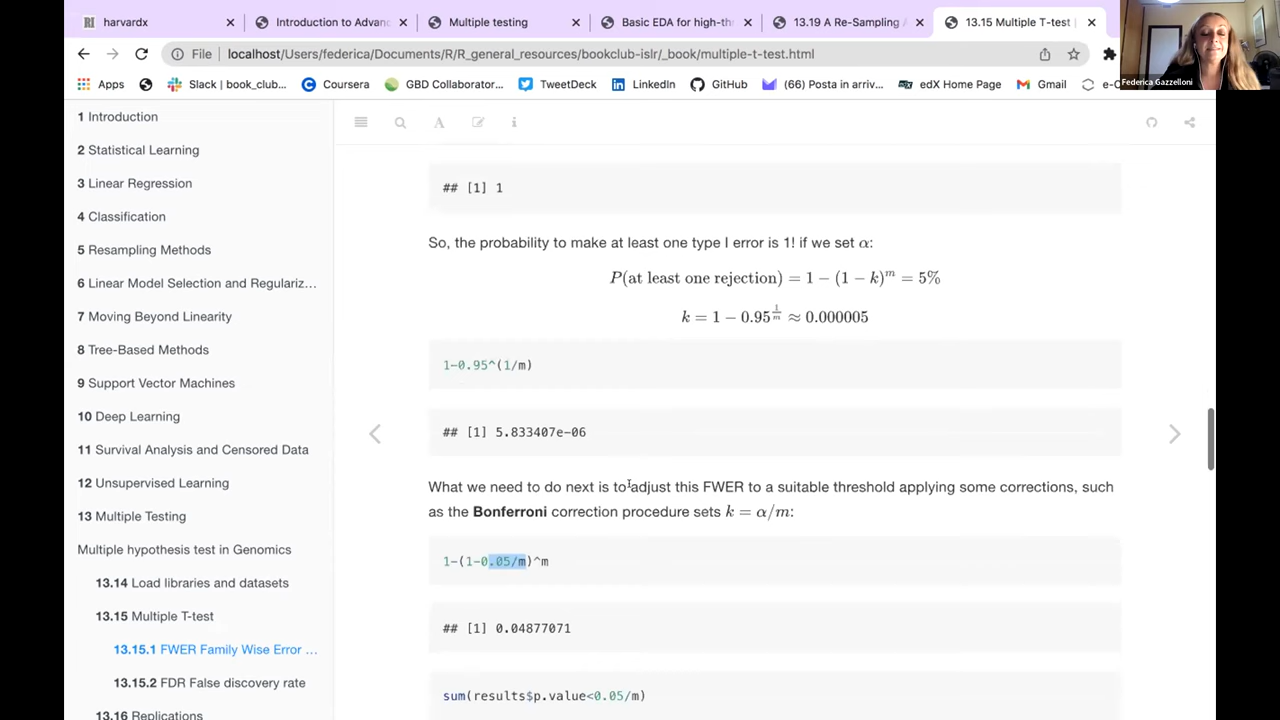 harvardx
Introduction to Advan
Multiple testing
Basic EDA for high-th
13.19 A Re-Sampling A
13.15 Multiple T-test |
File
localhost/Users/federica/Documents/R/R_general_resources/bookclub-islr/_book/multiple-t-test.html
Federica Gazzelloni
Apps
Slack | book_club...
Coursera
GBD Collaborator...
TweetDeck
LinkedIn
GitHub
(66) Posta in arriv...
edX Home Page
Gmail
1 Introduction
2 Statistical Learning
3 Linear Regression
4 Classification
5 Resampling Methods
6 Linear Model Selection and Regulariz...
7 Moving Beyond Linearity
8 Tree-Based Methods
9 Support Vector Machines
10 Deep Learning
11 Survival Analysis and Censored Data
12 Unsupervised Learning
13 Multiple Testing
Multiple hypothesis test in Genomics
13.14 Load libraries and datasets
13.15 Multiple T-test
13.15.1 FWER Family Wise Error ...
13.15.2 FDR False discovery rate
13.16 Replications
## [1] 1
So, the probability to make at least one type I error is 1! if we set α:
P(at least one rejection) = 1 − (1 − k)^m = 5%
k = 1 − 0.95^(1/m) ≈ 0.000005
1-0.95^(1/m)
## [1] 5.833407e-06
What we need to do next is to adjust this FWER to a suitable threshold applying some corrections, such
as the Bonferroni correction procedure sets k = α/m:
1-(1-0.05/m)^m
## [1] 0.04877071
sum(results$p.value<0.05/m)